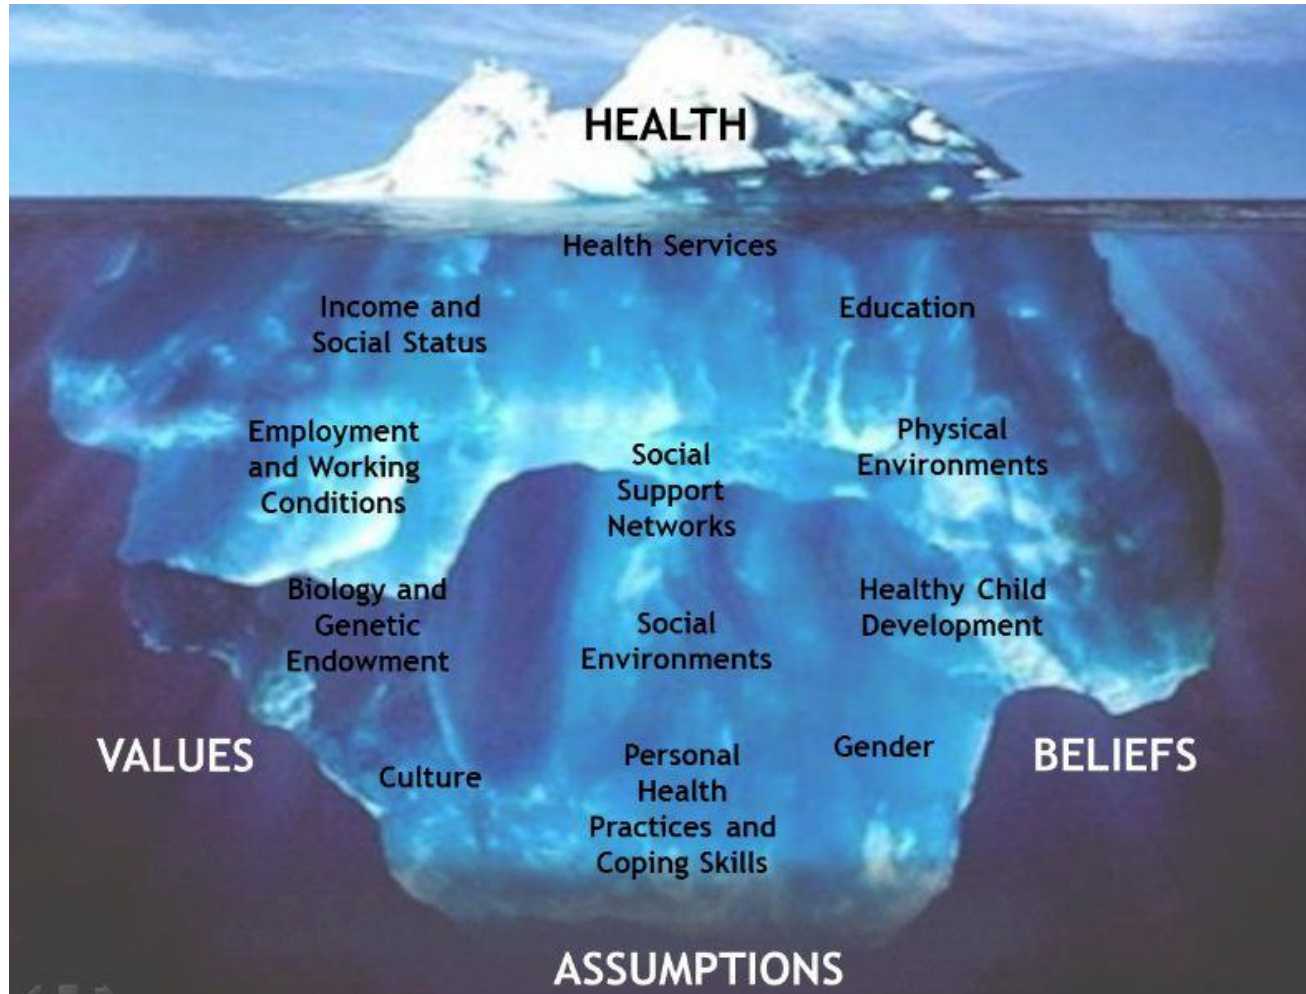 HEALTH
Health Services
Income and
Social Status
Education
Employment
and Working
Conditions
Social
Support
Networks
Physical
Environments
Biology and
Genetic
Endowment
Social
Environments
Healthy Child
Development
VALUES
Culture
Personal
Health
Practices and
Coping Skills
Gender
BELIEFS
ASSUMPTIONS